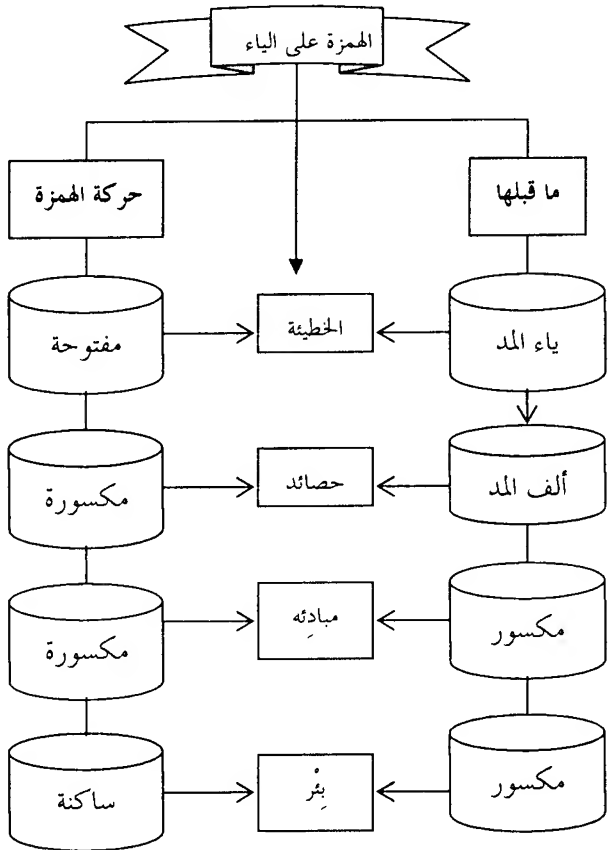 الهمزة على الياء
ما قبلها
حركة الهمزة
ياء المد
الخطيئة
مفتوحة
ألف المد
حصائد
مكسورة
مكسور
مبادِئه
مكسورة
مكسور
بِئْر
ساكنة